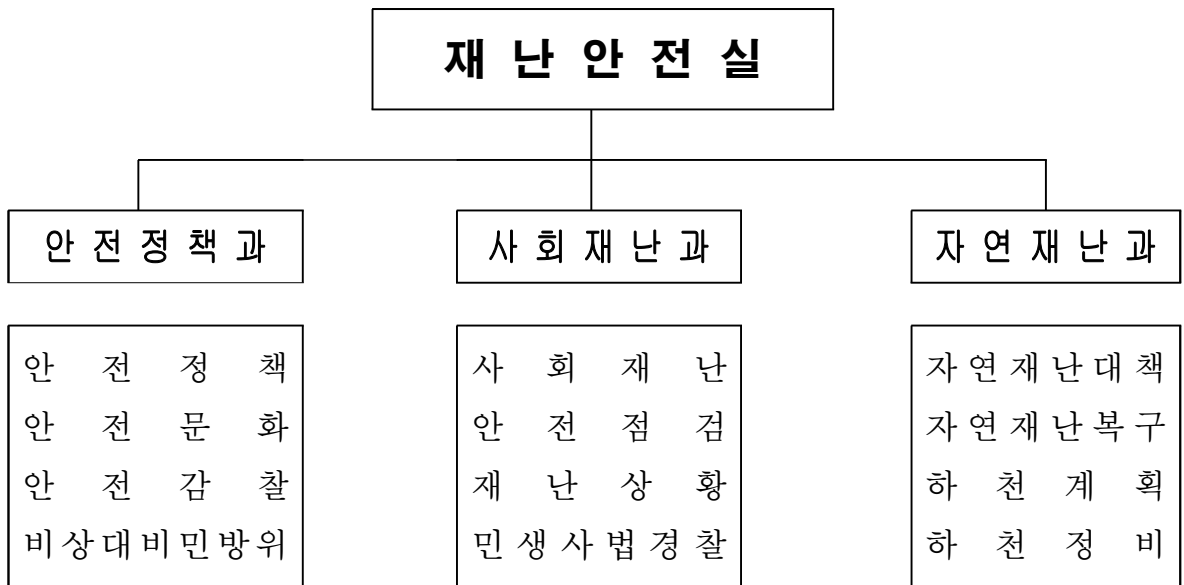 재난안전실
안전정책과
사회재난과
자연재난과
안전정책
안전문화
안전감찰
비상대비민방위
사회재난
안전점검
재난상황
민생사법경찰
자연재난대책
자연재난복구
하천계획
하천정비